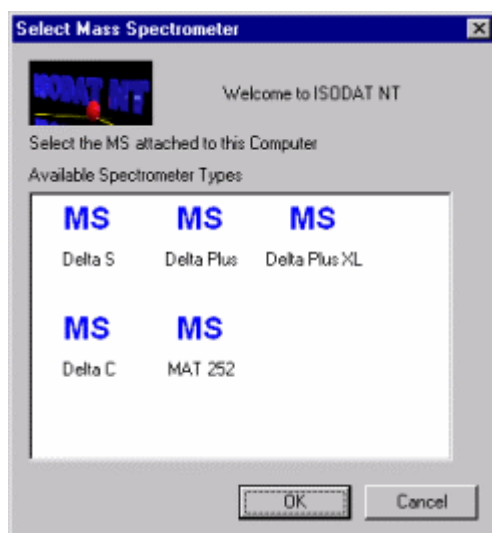 Select Mass Spectrometer
ISODAT NT
Welcome to ISODAT NT
Select the MS attached to this Computer
Available Spectrometer Types
MS MS MS
Delta S Delta Plus Delta Plus XL
MS MS
Delta C MAT 252
OK Cancel